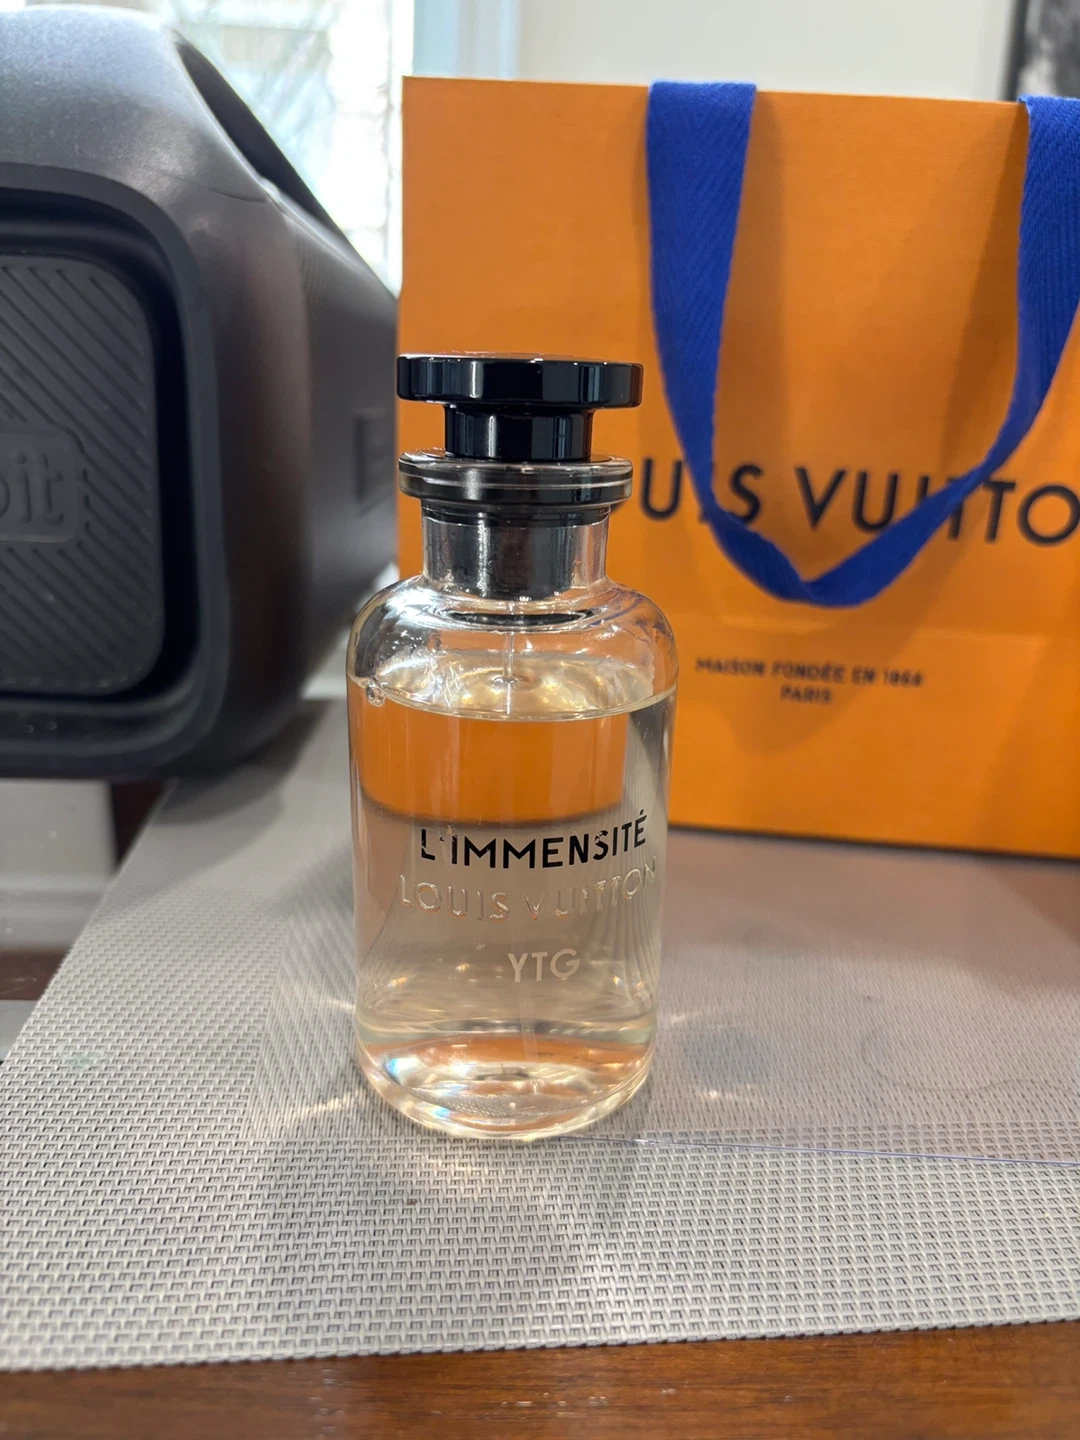 UIS VUITTO
MAISON FONDÉE EN 1854
PARIS
L'IMMENSITÉ
LOUIS VUITTON
YTG